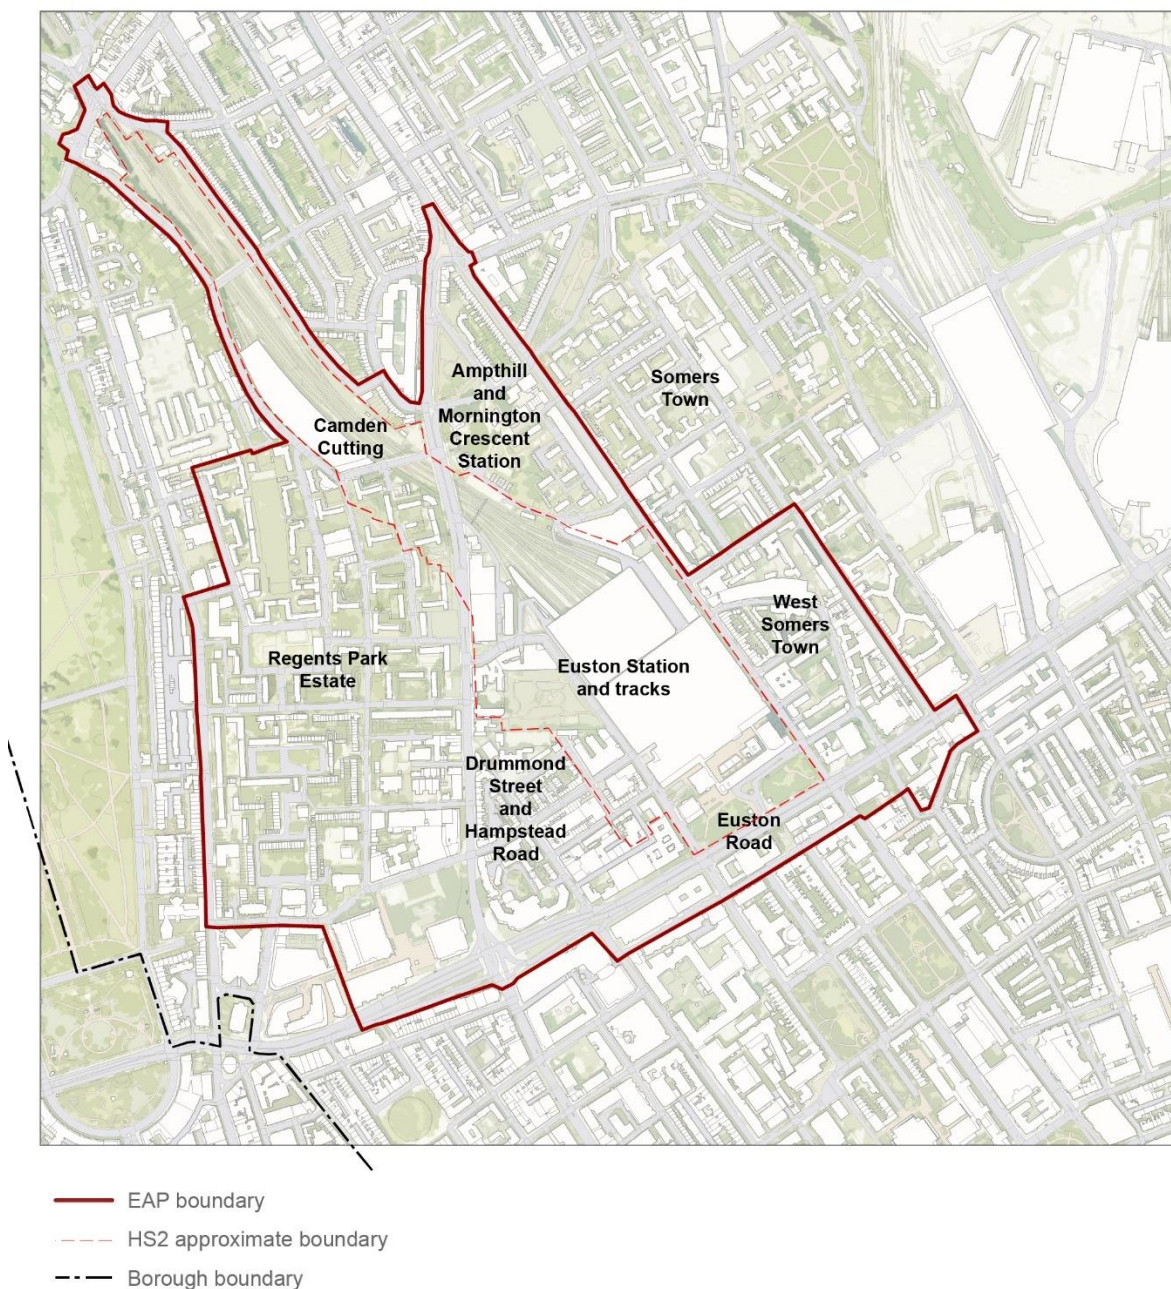 Ampthill
and
Mornington
Crescent
Station
Somers
Town
Camden
Cutting
West
Somers
Town
Regents Park
Estate
Euston Station
and tracks
Drummond
Street
and
Hampstead
Road
Euston
Road
EAP boundary
HS2 approximate boundary
Borough boundary